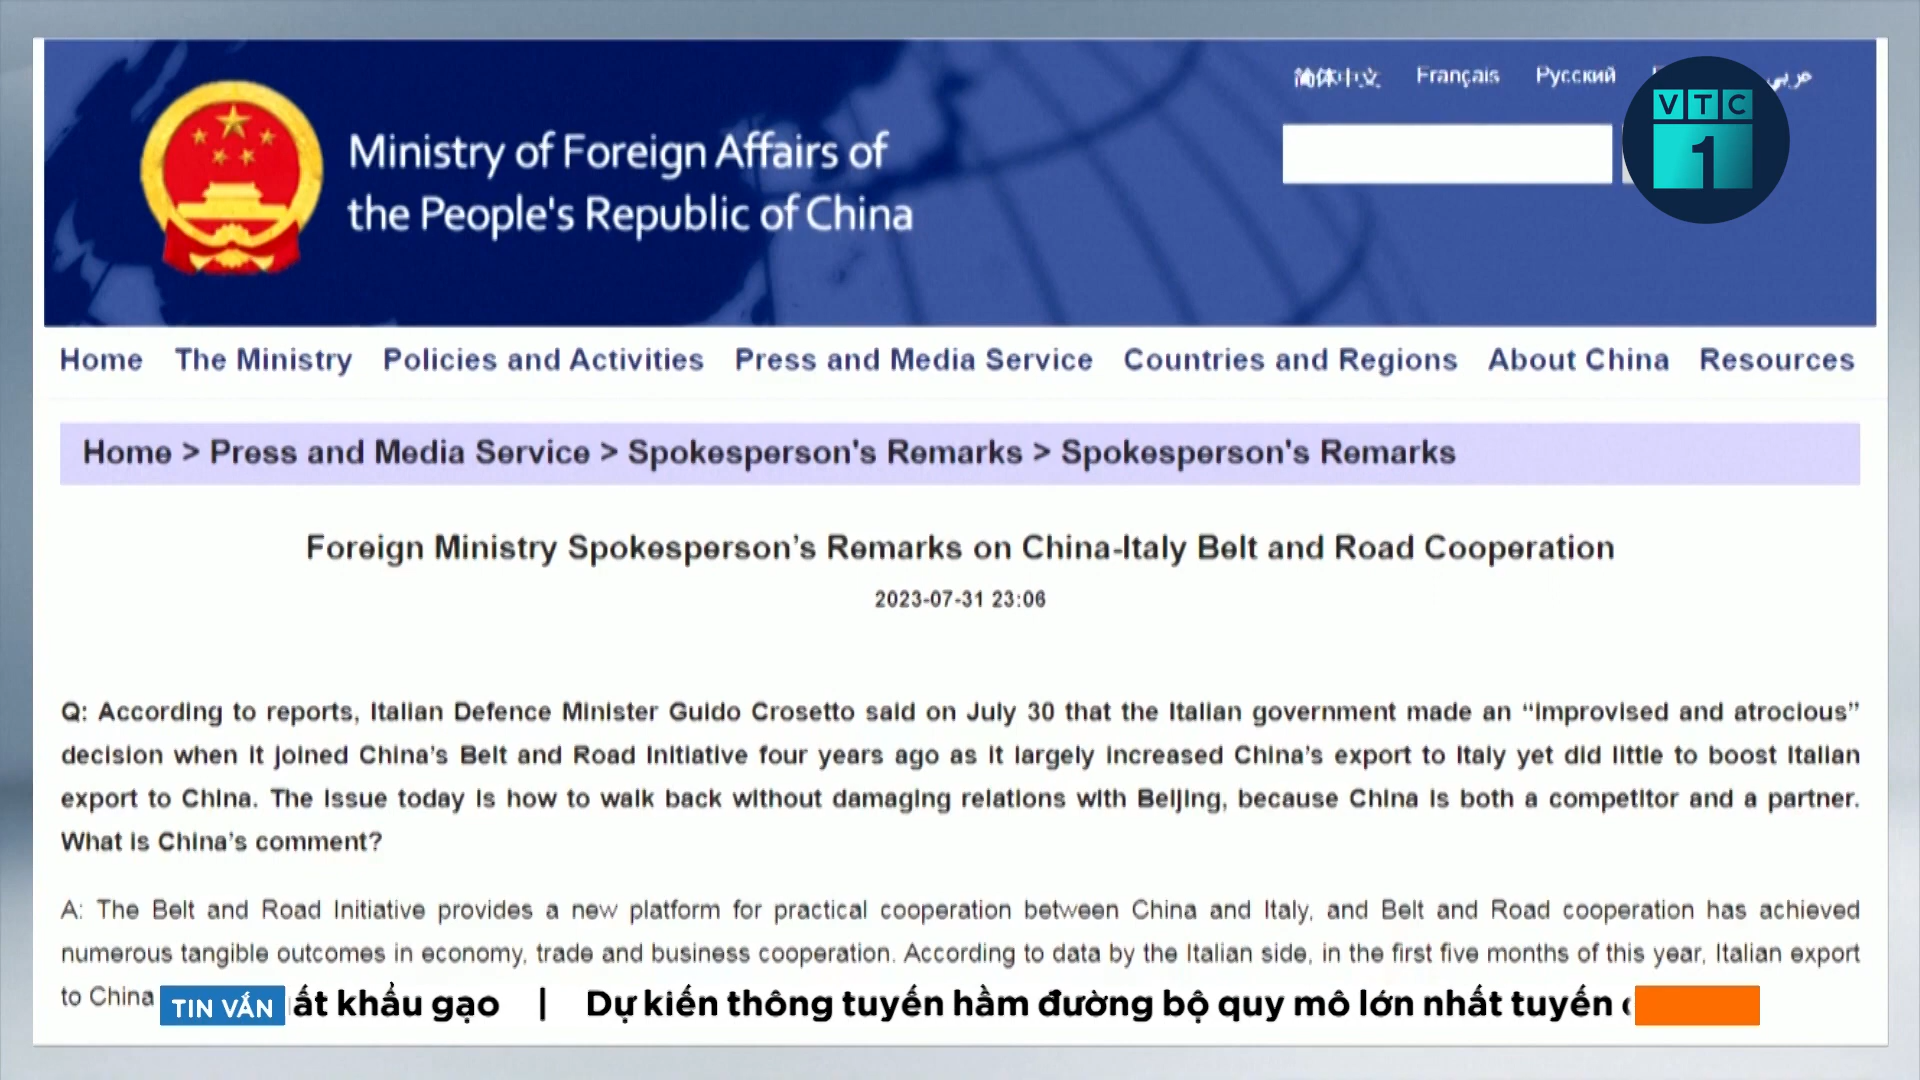 简体中文 Français Русский عربي
VTC
1
Ministry of Foreign Affairs of
the People's Republic of China
Home The Ministry Policies and Activities Press and Media Service Countries and Regions About China Resources
Home > Press and Media Service > Spokesperson's Remarks > Spokesperson's Remarks
Foreign Ministry Spokesperson’s Remarks on China-Italy Belt and Road Cooperation
2023-07-31 23:06
Q: According to reports, Italian Defence Minister Guido Crosetto said on July 30 that the Italian government made an “improvised and atrocious”
decision when it joined China’s Belt and Road Initiative four years ago as it largely increased China’s export to Italy yet did little to boost Italian
export to China. The issue today is how to walk back without damaging relations with Beijing, because China is both a competitor and a partner.
What is China’s comment?
A: The Belt and Road Initiative provides a new platform for practical cooperation between China and Italy, and Belt and Road cooperation has achieved
numerous tangible outcomes in economy, trade and business cooperation. According to data by the Italian side, in the first five months of this year, Italian export
to China
TIN VẮN ất khẩu gạo | Dự kiến thông tuyến hầm đường bộ quy mô lớn nhất tuyến